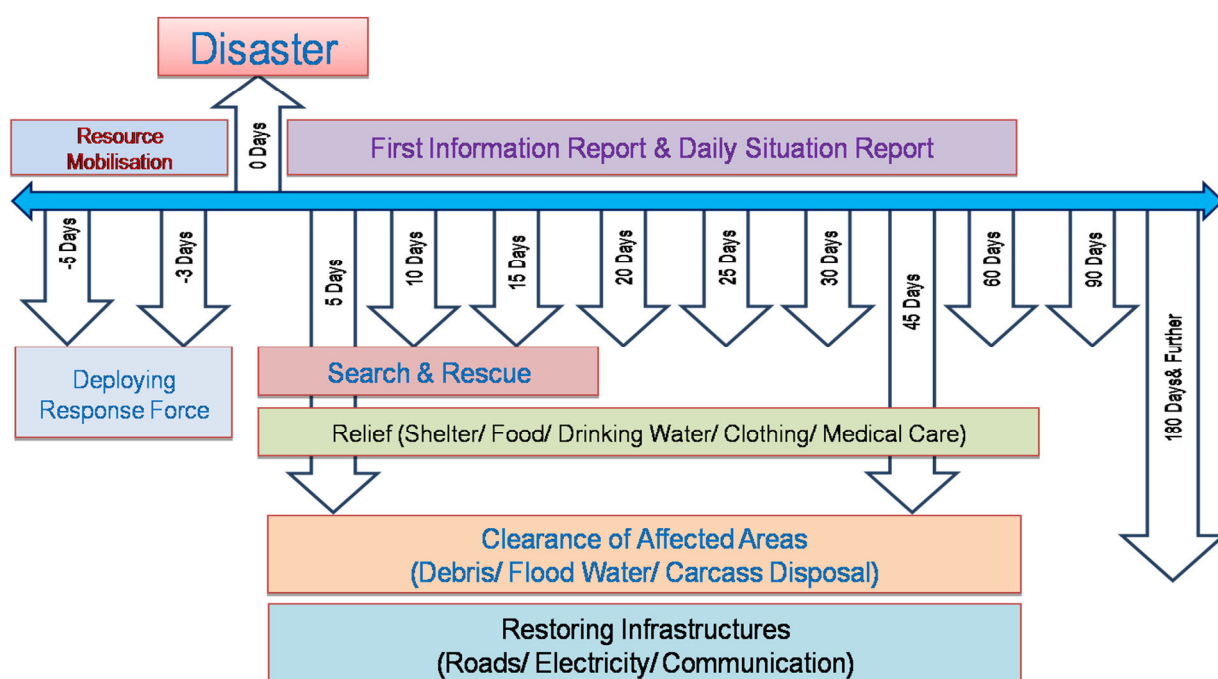 Disaster
Resource
Mobilisation
0 Days
First Information Report & Daily Situation Report
-5 Days
-3 Days
5 Days
10 Days
15 Days
20 Days
25 Days
30 Days
45 Days
60 Days
90 Days
180 Days& Further
Deploying
Response Force
Search & Rescue
Relief (Shelter/ Food/ Drinking Water/ Clothing/ Medical Care)
Clearance of Affected Areas
(Debris/ Flood Water/ Carcass Disposal)
Restoring Infrastructures
(Roads/ Electricity/ Communication)